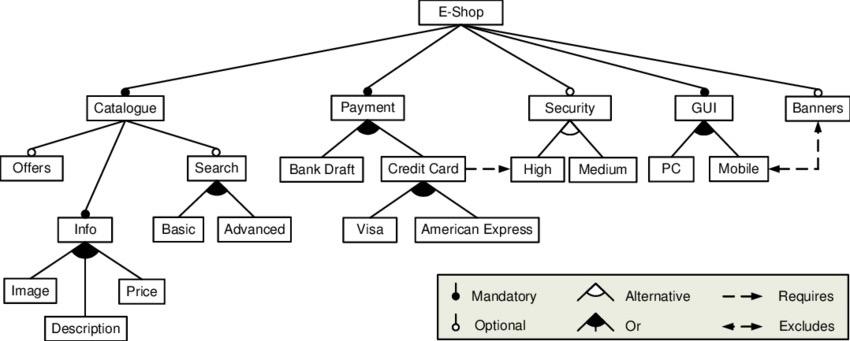 E-Shop
Catalogue
Payment
Security
GUI
Banners
Offers
Search
Bank Draft
Credit Card
High
Medium
PC
Mobile
Info
Basic
Advanced
Visa
American Express
Image
Price
Description
Mandatory
Alternative
Requires
Optional
Or
Excludes